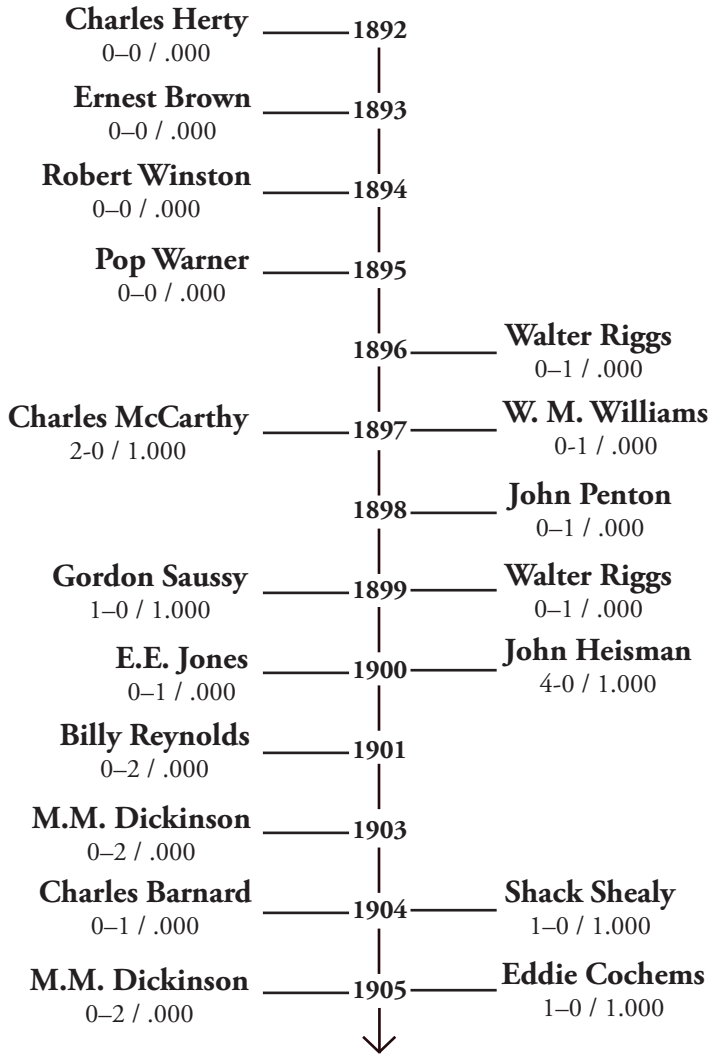 Charles Herty
0–0 / .000
1892
Ernest Brown
0–0 / .000
1893
Robert Winston
0–0 / .000
1894
Pop Warner
0–0 / .000
1895
1896
Walter Riggs
0–1 / .000
Charles McCarthy
2-0 / 1.000
1897
W. M. Williams
0-1 / .000
1898
John Penton
0–1 / .000
Gordon Saussy
1–0 / 1.000
1899
Walter Riggs
0–1 / .000
E.E. Jones
0–1 / .000
1900
John Heisman
4-0 / 1.000
Billy Reynolds
0–2 / .000
1901
M.M. Dickinson
0–2 / .000
1903
Charles Barnard
0–1 / .000
1904
Shack Shealy
1–0 / 1.000
M.M. Dickinson
0–2 / .000
1905
Eddie Cochems
1–0 / 1.000